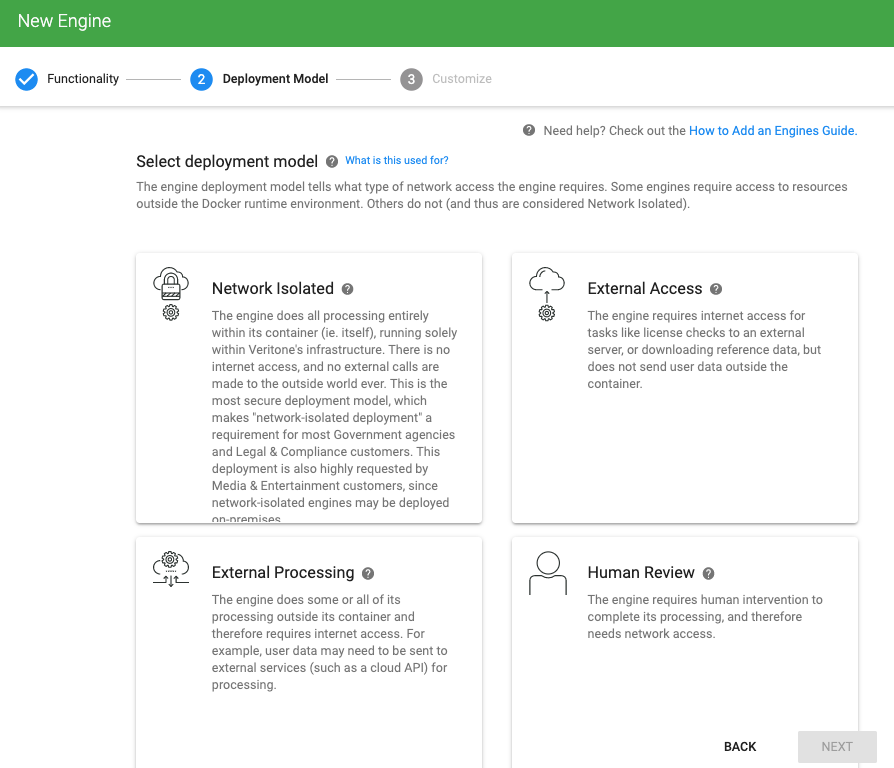 New Engine
Functionality
2
Deployment Model
3
Customize
Need help? Check out the How to Add an Engines Guide.
Select deployment model ? What is this used for?
The engine deployment model tells what type of network access the engine requires. Some engines require access to resources
outside the Docker runtime environment. Others do not (and thus are considered Network Isolated).
Network Isolated ?
The engine does all processing entirely
within its container (ie. itself), running solely
within Veritone's infrastructure. There is no
internet access, and no external calls are
made to the outside world ever. This is the
most secure deployment model, which
makes "network-isolated deployment" a
requirement for most Government agencies
and Legal & Compliance customers. This
deployment is also highly requested by
Media & Entertainment customers, since
network-isolated engines may be deployed
on-premises.
External Access ?
The engine requires internet access for
tasks like license checks to an external
server, or downloading reference data, but
does not send user data outside the
container.
External Processing ?
The engine does some or all of its
processing outside its container and
therefore requires internet access. For
example, user data may need to be sent to
external services (such as a cloud API) for
processing.
Human Review ?
The engine requires human intervention to
complete its processing, and therefore
needs network access.
BACK
NEXT